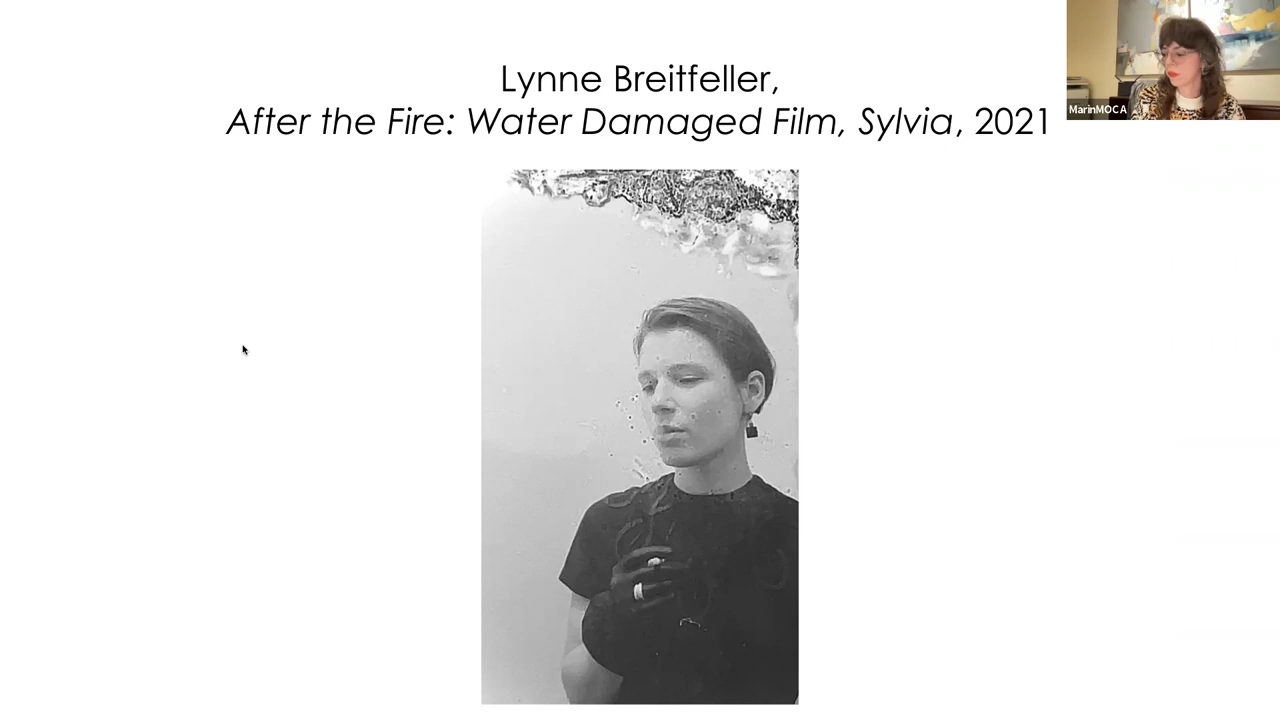 Lynne Breitfeller,
After the Fire: Water Damaged Film, Sylvia, 2021
MarinMOCA